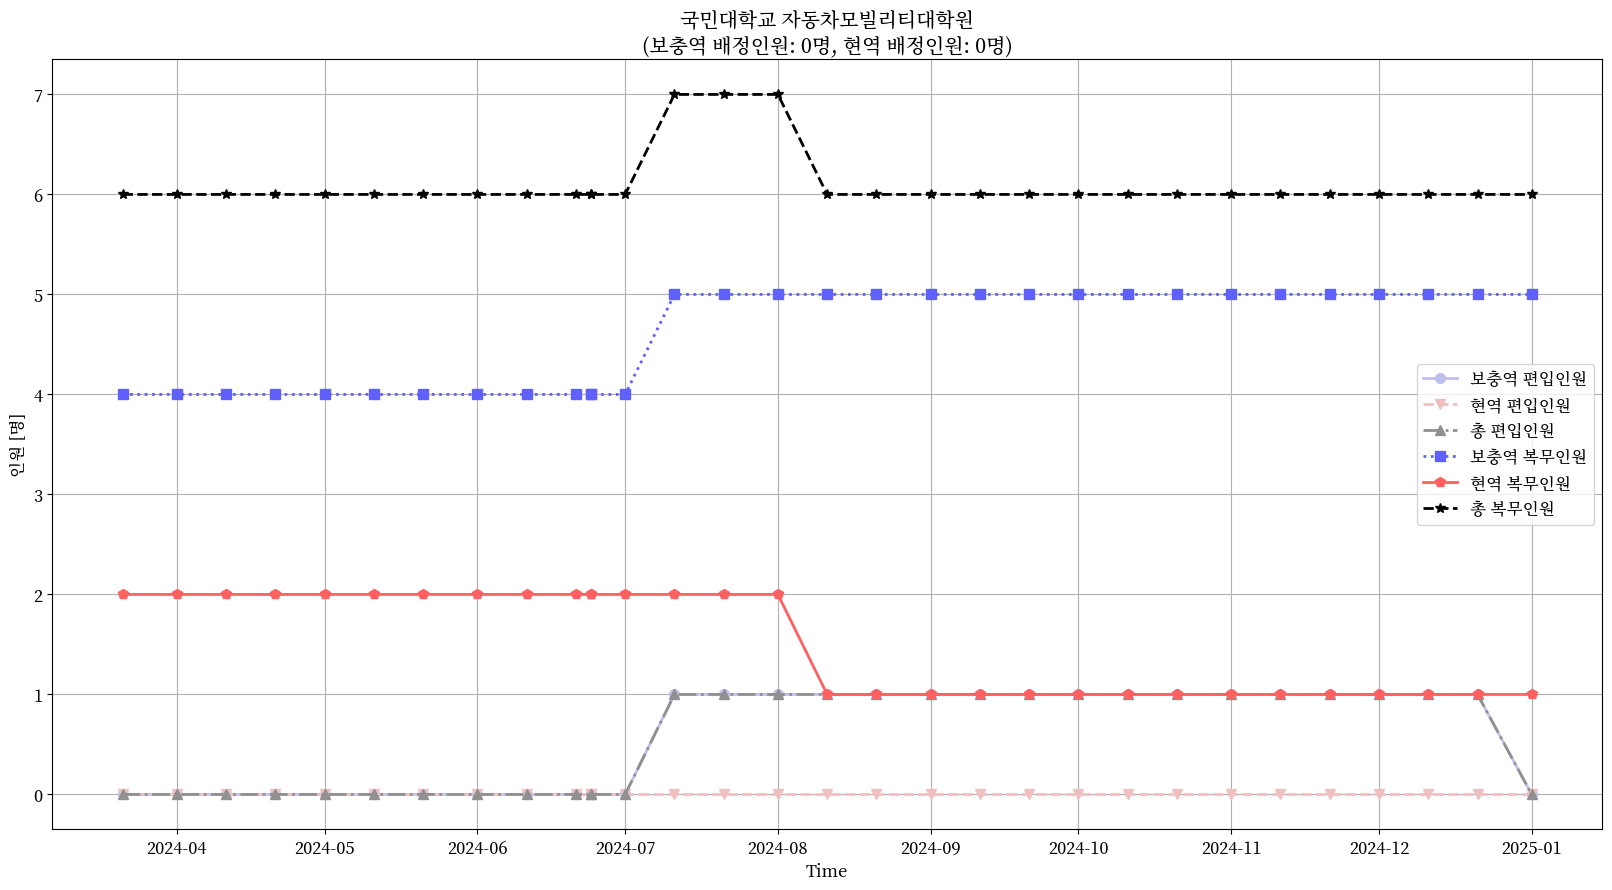 국민대학교 자동차모빌리티대학원
(보충역 배정인원: 0명, 현역 배정인원: 0명)
7
6
5
4
3
2
1
0
인원 [명]
보충역 편입인원
현역 편입인원
총 편입인원
보충역 복무인원
현역 복무인원
총 복무인원
2024-04 2024-05 2024-06 2024-07 2024-08 2024-09 2024-10 2024-11 2024-12 2025-01
Time